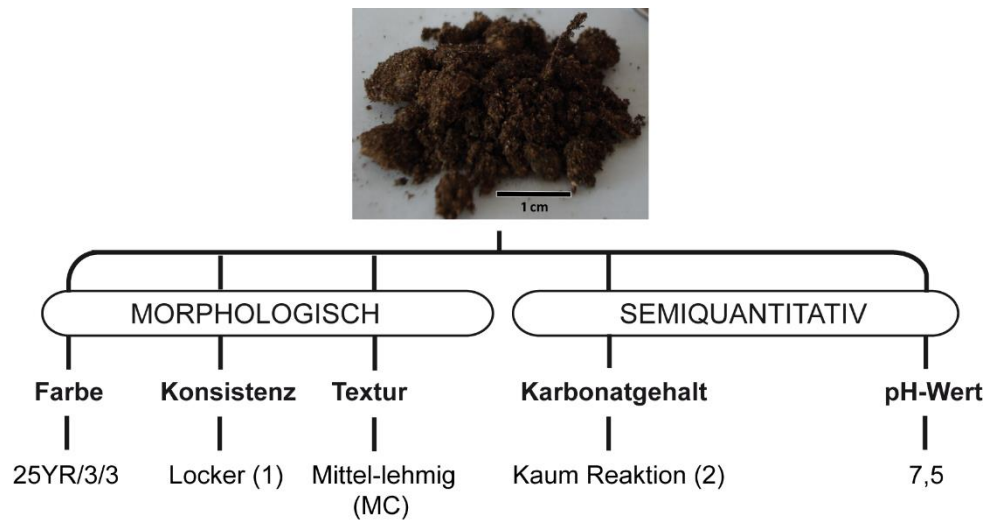 1 cm
MORPHOLOGISCH
SEMIQUANTITATIV
Farbe
Konsistenz
Textur
Karbonatgehalt
pH-Wert
25YR/3/3
Locker (1)
Mittel-lehmig
(MC)
Kaum Reaktion (2)
7,5